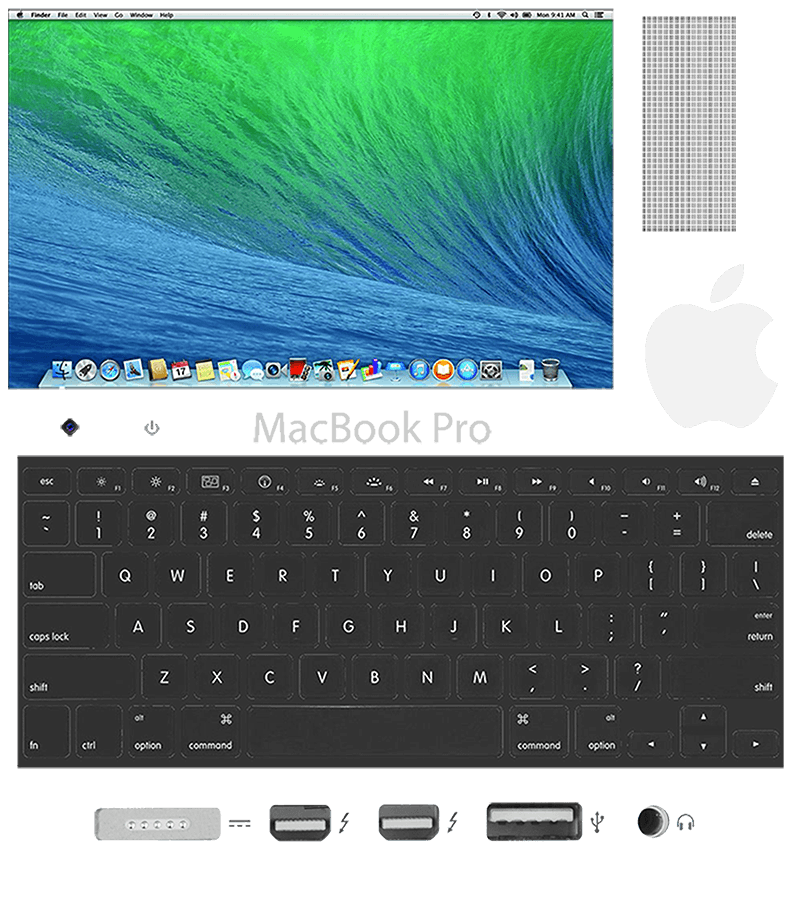 Finder File Edit View Go Window Help Mon 9:41 AM
17
MacBook Pro
esc F1 F2 F3 F4 F5 F6 F7 F8 F9 F10 F11 F12
~ ! @ # $ % ^ & * ( ) – +
` 1 2 3 4 5 6 7 8 9 0 - = delete
tab Q W E R T Y U I O P { [ } ] | \
caps lock A S D F G H J K L : ; " ' enter return
shift Z X C V B N M < , > . ? / shift
fn ctrl alt option ⌘ command ⌘ command alt option